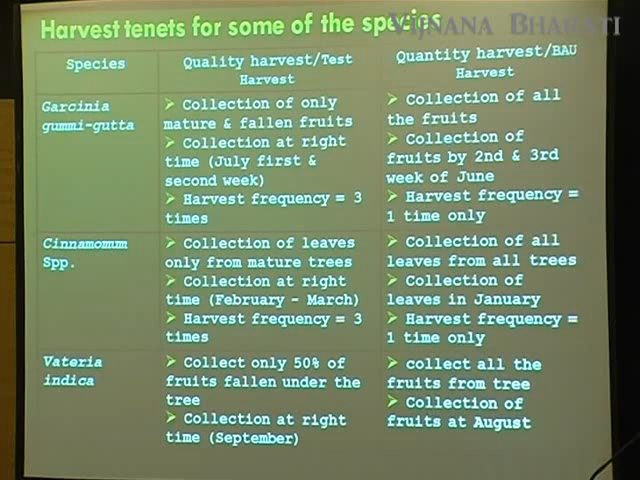 Harvest tenets for some of the species
Vijnana Bharati
Species
Quality harvest/Test
Harvest
Quantity harvest/BAU
Harvest
Garcinia
gummi-gutta
➢ Collection of only
mature & fallen fruits
➢ Collection at right
time (July first &
second week)
➢ Harvest frequency = 3
times
➢ Collection of all
the fruits
➢ Collection of
fruits by 2nd & 3rd
week of June
➢ Harvest frequency =
1 time only
Cinnamomum
Spp.
➢ Collection of leaves
only from mature trees
➢ Collection at right
time (February - March)
➢ Harvest frequency = 3
times
➢ Collection of all
leaves from all trees
➢ Collection of
leaves in January
➢ Harvest frequency =
1 time only
Vateria
indica
➢ Collect only 50% of
fruits fallen under the
tree
➢ Collection at right
time (September)
➢ collect all the
fruits from tree
➢ Collection of
fruits at August